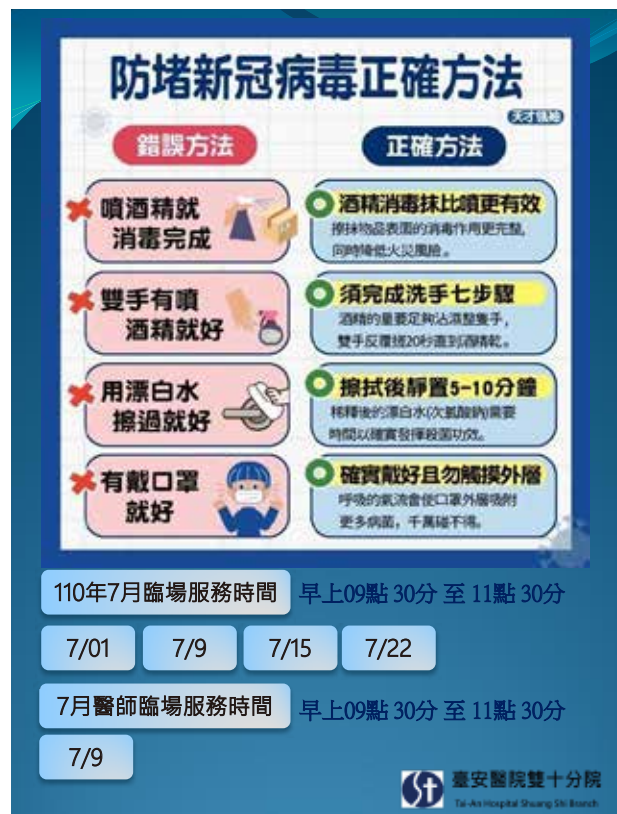 防堵新冠病毒正確方法
天才領袖
錯誤方法
正確方法
噴酒精就
消毒完成
酒精消毒抹比噴更有效
擦抹物品表面的消毒作用更完整,
同時降低火災風險。
雙手有噴
酒精就好
須完成洗手七步驟
酒精的量要足夠沾濕整隻手,
雙手反覆搓20秒直到酒精乾。
用漂白水
擦過就好
擦拭後靜置5-10分鐘
稀釋後的漂白水(次氯酸鈉)需要
時間以確實發揮殺菌功效。
有戴口罩
就好
確實戴好且勿觸摸外層
呼吸的氣流會使口罩外層吸附
更多病菌，千萬碰不得。
110年7月臨場服務時間
早上09點 30分 至 11點 30分
7/01
7/9
7/15
7/22
7月醫師臨場服務時間
早上09點 30分 至 11點 30分
7/9
臺安醫院雙十分院
Tai-An Hospital Shuang Shi Branch